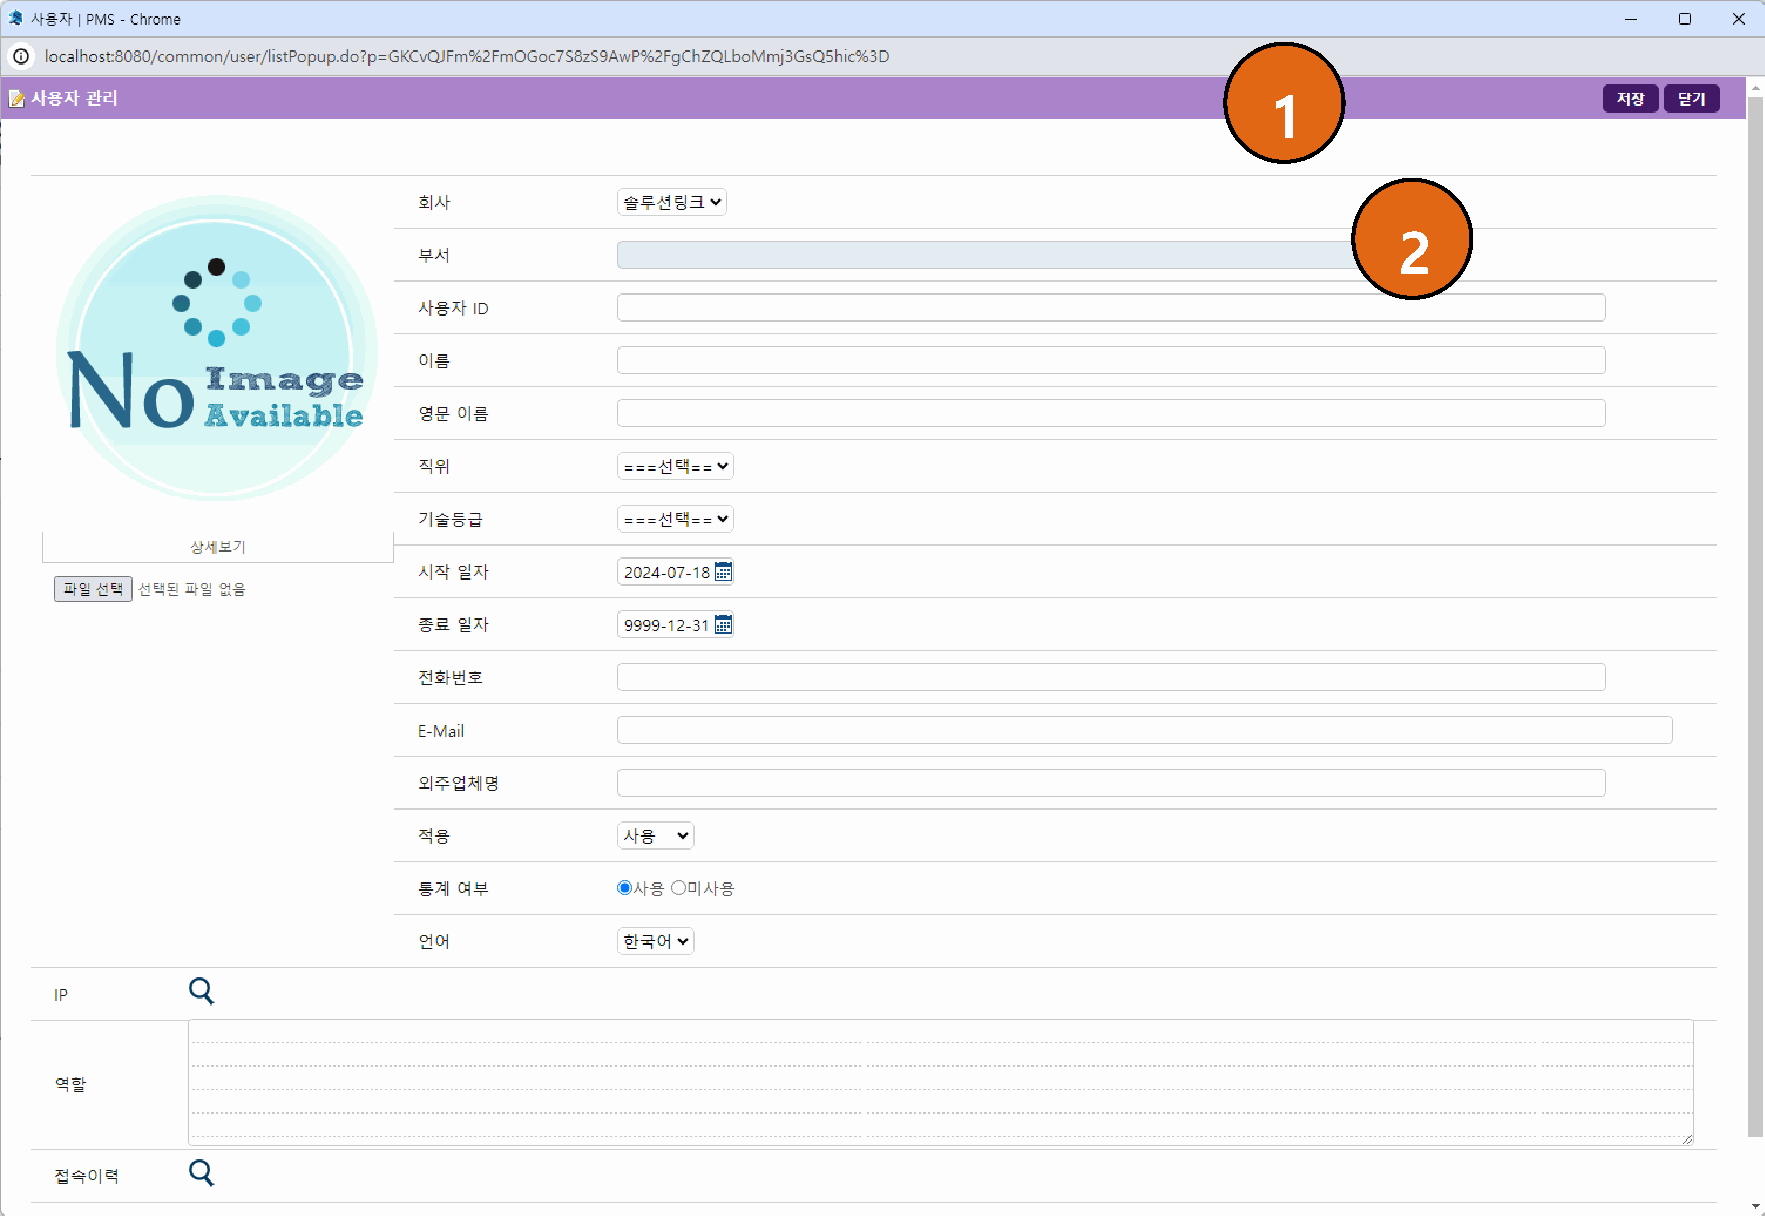 사용자 | PMS - Chrome
localhost:8080/common/user/listPopup.do?p=GKCvQJFm%2FmOGoc7S8zS9AwP%2FgChZQLboMmj3GsQ5hic%3D
사용자 관리 저장 닫기
1
회사 솔루션링크
2
부서
사용자 ID
이름
영문 이름
직위 ===선택==
기술등급 ===선택==
No Image Available
상세보기
파일 선택 선택된 파일 없음
시작 일자 2024-07-18
종료 일자 9999-12-31
전화번호
E-Mail
외주업체명
적용 사용
통계 여부 사용 미사용
언어 한국어
IP
역할
접속이력